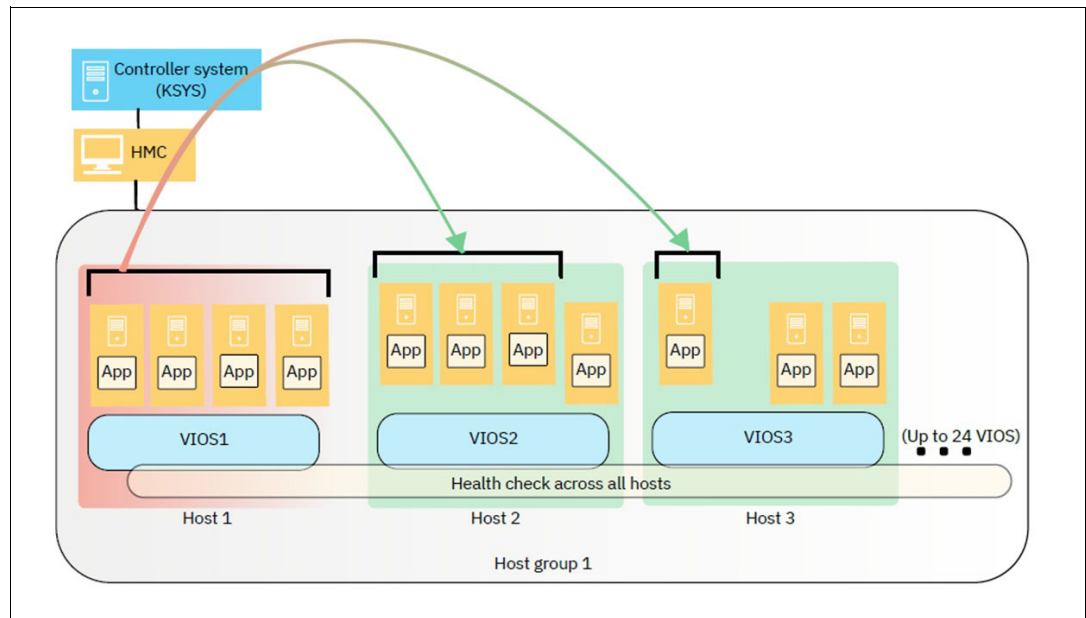 Controller system
(KSYS)
HMC
App App App App
App App App App
App App App
VIOS1
VIOS2
VIOS3
(Up to 24 VIOS)
Health check across all hosts
Host 1
Host 2
Host 3
Host group 1